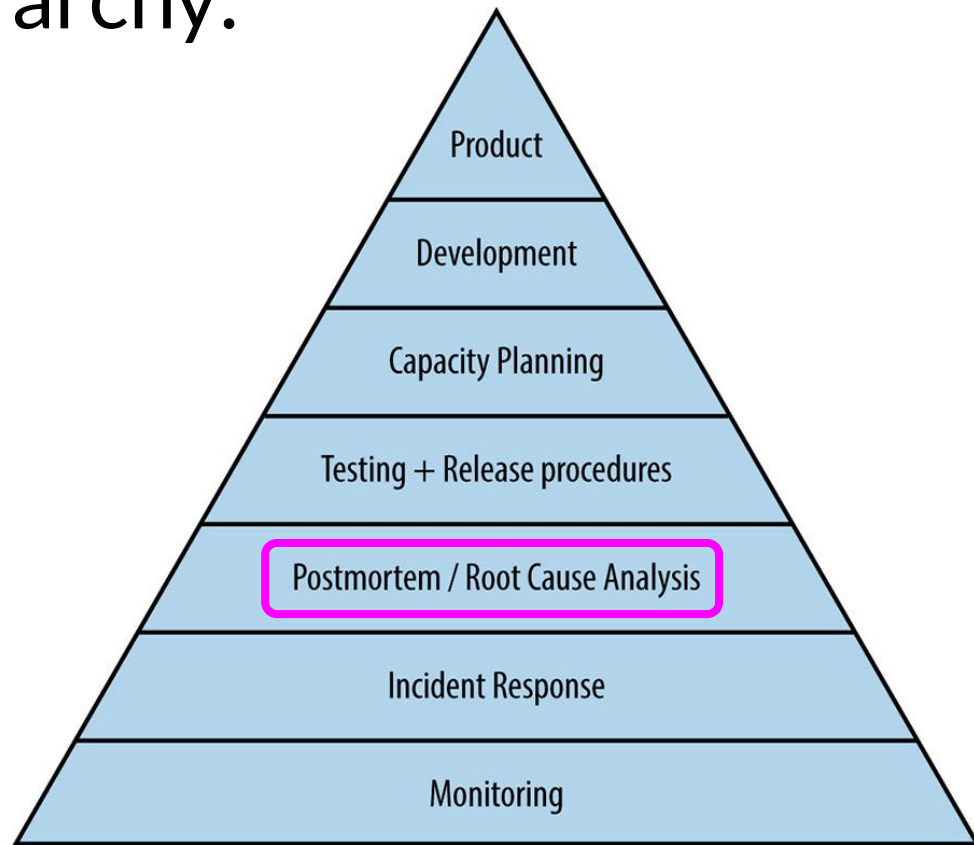 archy:
Product
Development
Capacity Planning
Testing + Release procedures
Postmortem / Root Cause Analysis
Incident Response
Monitoring